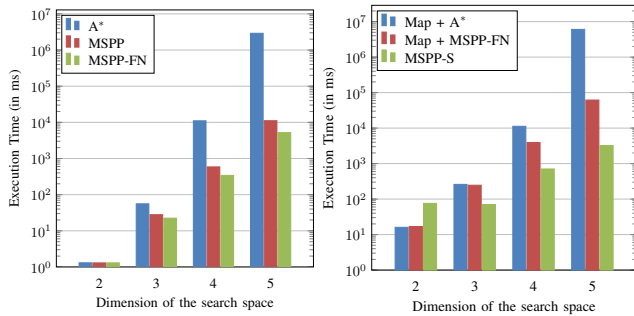 10^7
10^6
10^5
10^4
10^3
10^2
10^1
10^0
Execution Time (in ms)
A*
MSPP
MSPP-FN
2 3 4 5
Dimension of the search space
10^7
10^6
10^5
10^4
10^3
10^2
10^1
10^0
Execution Time (in ms)
Map + A*
Map + MSPP-FN
MSPP-S
2 3 4 5
Dimension of the search space